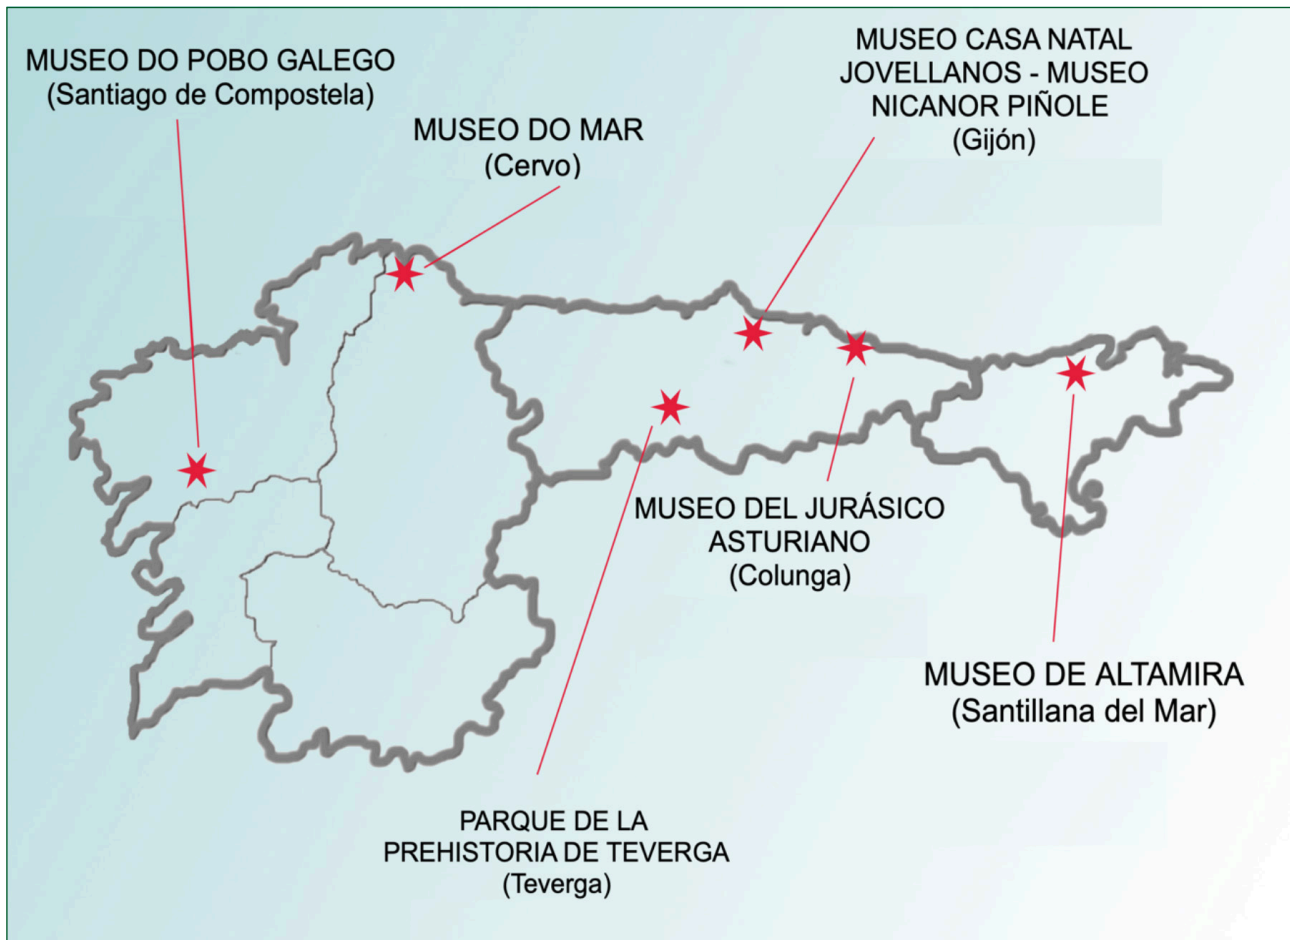 MUSEO DO POBO GALEGO
(Santiago de Compostela)
MUSEO DO MAR
(Cervo)
MUSEO CASA NATAL
JOVELLANOS - MUSEO
NICANOR PIÑOLE
(Gijón)
MUSEO DEL JURÁSICO
ASTURIANO
(Colunga)
MUSEO DE ALTAMIRA
(Santillana del Mar)
PARQUE DE LA
PREHISTORIA DE TEVERGA
(Teverga)